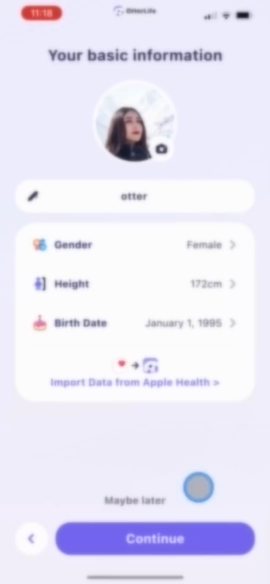 11:18
OtterLife
Your basic information
otter
Gender Female >
Height 172cm >
Birth Date January 1, 1995 >
Import Data from Apple Health >
Maybe later
Continue